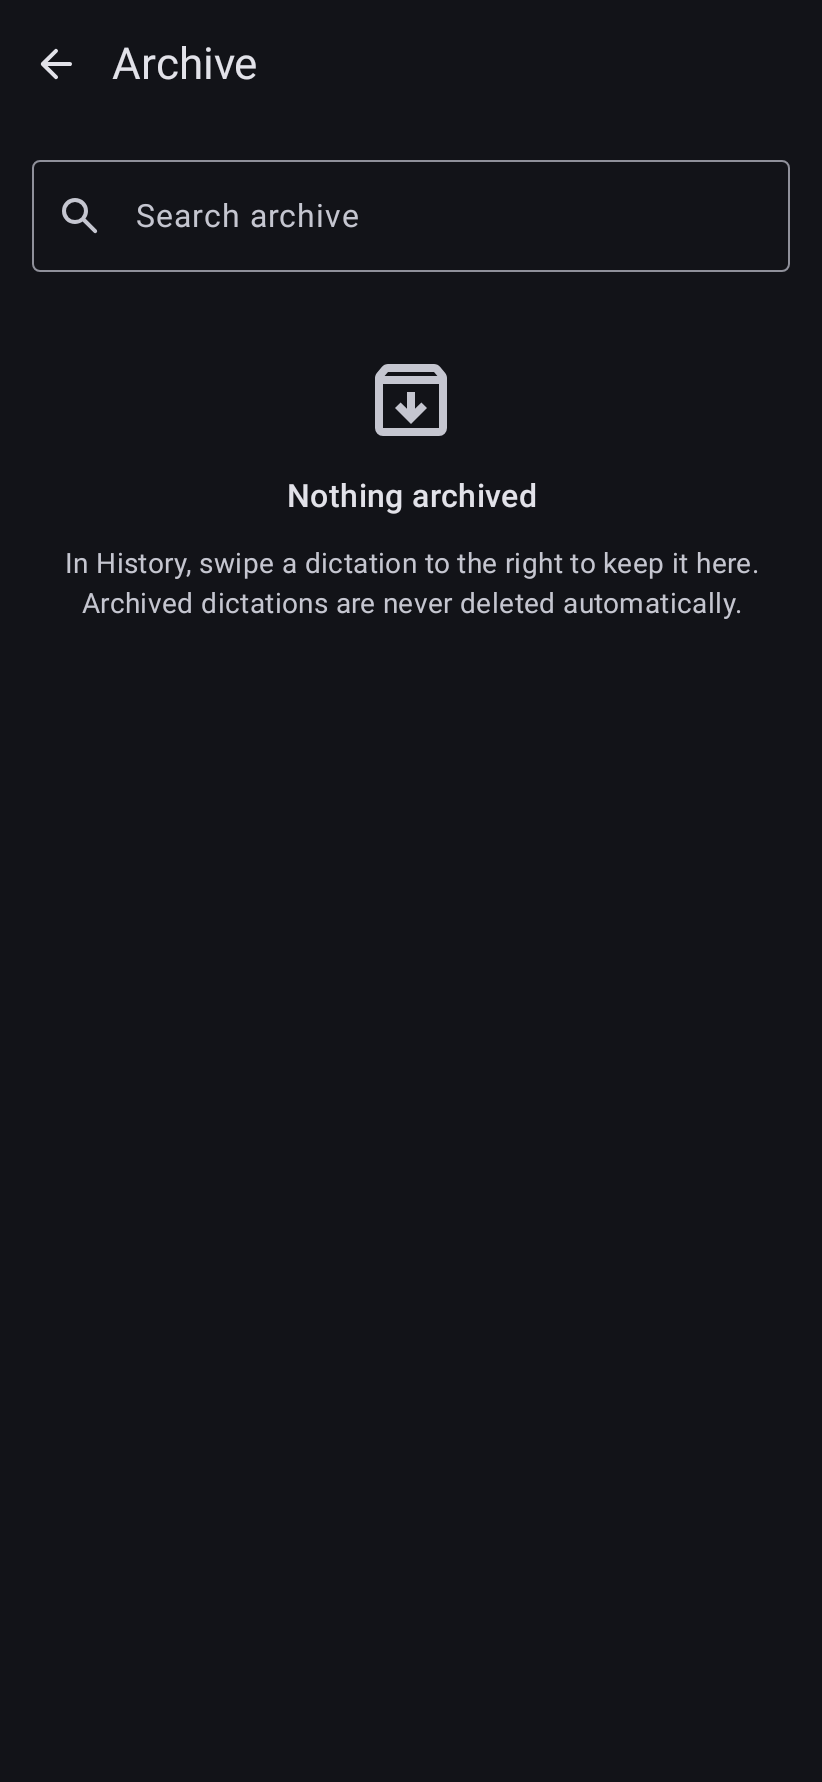 Archive
Search archive
Nothing archived
In History, swipe a dictation to the right to keep it here.
Archived dictations are never deleted automatically.